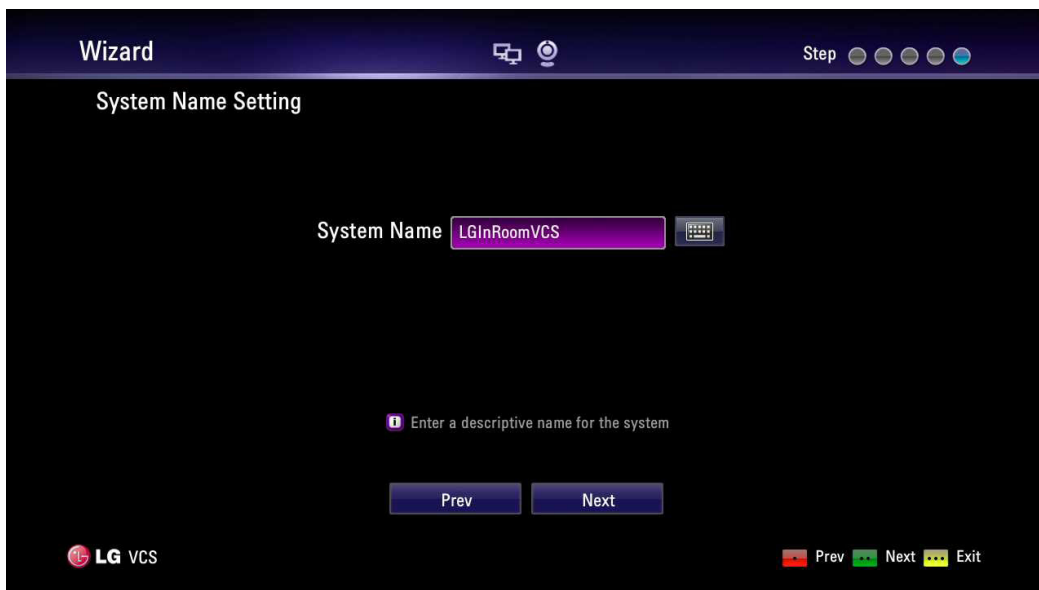 Wizard
Step
System Name Setting
System Name LGInRoomVCS
Enter a descriptive name for the system
Prev Next
LG VCS
Prev Next Exit